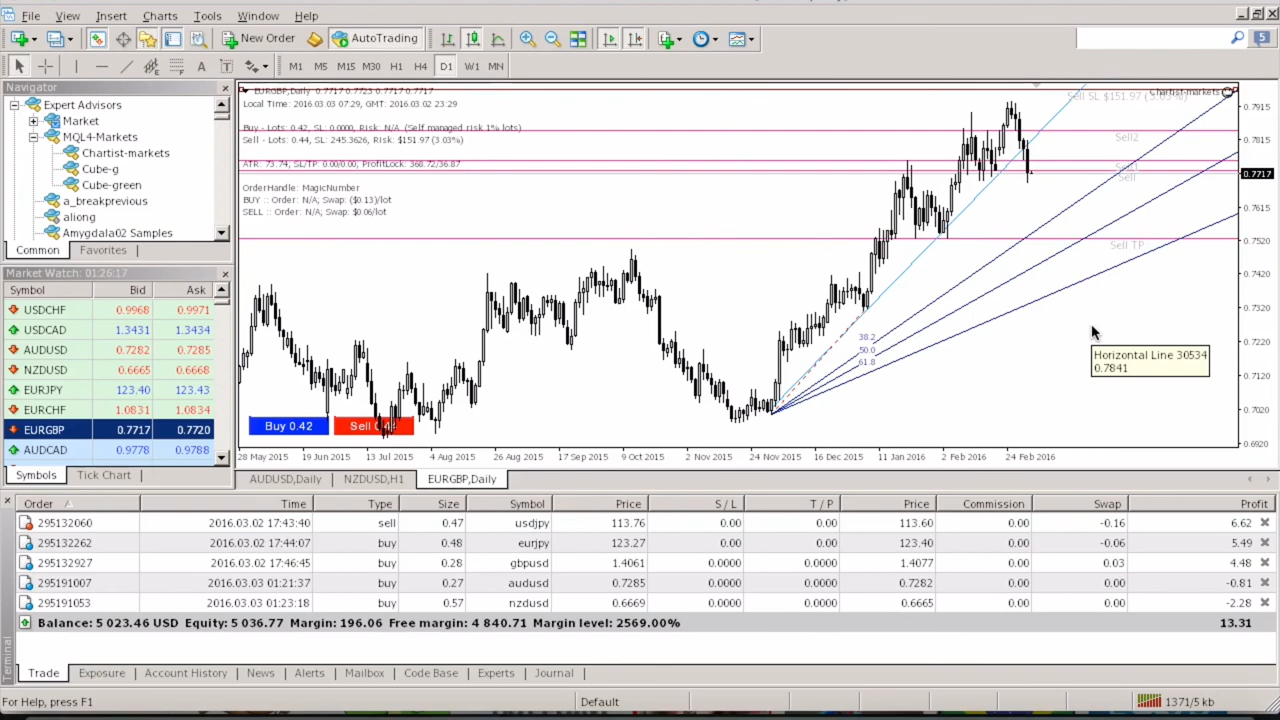 File View Insert Charts Tools Window Help
New Order AutoTrading 5
A T M1 M5 M15 M30 H1 H4 D1 W1 MN
Navigator
Expert Advisors
Market
MQL4-Markets
Chartist-markets
Cube-g
Cube-green
a_breakprevious
aliong
Amygdala02 Samples
Common Favorites
Market Watch: 01:26:17
Symbol Bid Ask
USDCHF 0.9968 0.9971
USDCAD 1.3431 1.3434
AUDUSD 0.7282 0.7285
NZDUSD 0.6665 0.6668
EURJPY 123.40 123.43
EURCHF 1.0831 1.0834
EURGBP 0.7717 0.7720
AUDCAD 0.9778 0.9788
Symbols Tick Chart
EURGBP,Daily 0.7717 0.7723 0.7717 0.7717
Chartist-markets
Local Time: 2016.03.03 07:29, GMT: 2016.03.02 23:29
Sell SL $151.97 (3.03%)
Buy - Lots: 0.42, SL: 0.0000, Risk: N/A (Self managed risk 1% lots)
Sell - Lots: 0.44, SL: 245.3626, Risk: $151.97 (3.03%)
ATR: 73.74, SL/TP: 0.00/0.00, ProfitLock: 368.72/36.87
OrderHandle: MagicNumber
BUY :: Order: N/A; Swap: ($0.13)/lot
SELL :: Order: N/A; Swap: $0.06/lot
Sell2
Sell
Sell TP
38.2
50.0
61.8
Horizontal Line 30534
0.7841
Buy 0.42
Sell 0.44
0.7915
0.7815
0.7717
0.7615
0.7520
0.7420
0.7320
0.7220
0.7120
0.7020
0.6920
28 May 2015 19 Jun 2015 13 Jul 2015 4 Aug 2015 26 Aug 2015 17 Sep 2015 9 Oct 2015 2 Nov 2015 24 Nov 2015 16 Dec 2015 11 Jan 2016 2 Feb 2016 24 Feb 2016
AUDUSD,Daily NZDUSD,H1 EURGBP,Daily
Order Time Type Size Symbol Price S / L T / P Price Commission Swap Profit
295132060 2016.03.02 17:43:40 sell 0.47 usdjpy 113.76 0.00 0.00 113.60 0.00 -0.16 6.62
295132262 2016.03.02 17:44:07 buy 0.48 eurjpy 123.27 0.00 0.00 123.40 0.00 -0.06 5.49
295132927 2016.03.02 17:46:45 buy 0.28 gbpusd 1.4061 0.0000 0.0000 1.4077 0.00 0.03 4.48
295191007 2016.03.03 01:21:37 buy 0.27 audusd 0.7285 0.0000 0.0000 0.7282 0.00 0.00 -0.81
295191053 2016.03.03 01:23:18 buy 0.57 nzdusd 0.6669 0.0000 0.0000 0.6665 0.00 0.00 -2.28
Balance: 5 023.46 USD Equity: 5 036.77 Margin: 196.06 Free margin: 4 840.71 Margin level: 2569.00% 13.31
Terminal
Trade Exposure Account History News Alerts Mailbox Code Base Experts Journal
For Help, press F1 Default 1371/5 kb